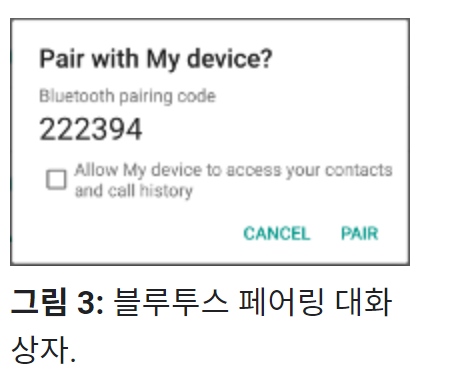 Pair with My device?
Bluetooth pairing code
222394
Allow My device to access your contacts
and call history
CANCEL PAIR
그림 3: 블루투스 페어링 대화
상자.